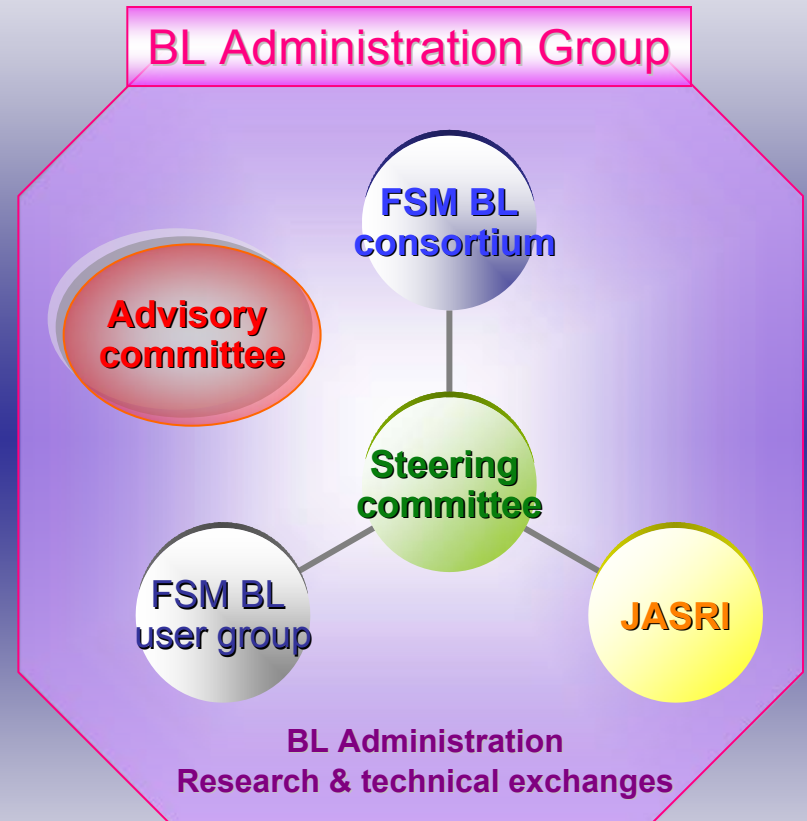 BL Administration Group
FSM BL
consortium
Advisory
committee
Steering
committee
FSM BL
user group
JASRI
BL Administration
Research & technical exchanges